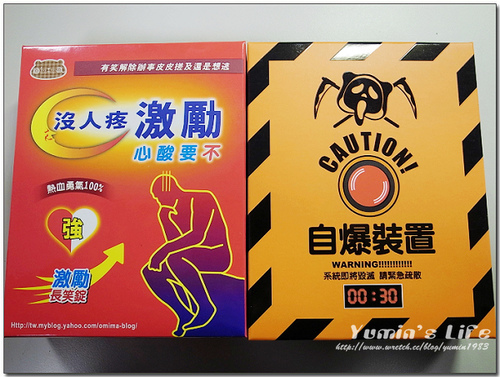 有笑解除辦事皮皮搓及還是想逃
沒人疼 激勵
心酸要不
熱血勇氣100%
強
激勵
長笑錠
Http://tw.myblog.yahoo.com/omima-blog/
CAUTION!
自爆裝置
WARNING!!!!!!!!!!!!!
系統即將毀滅 請緊急疏散
00:30
Yumin's Life
http://www.wretch.cc/blog/yumin1983